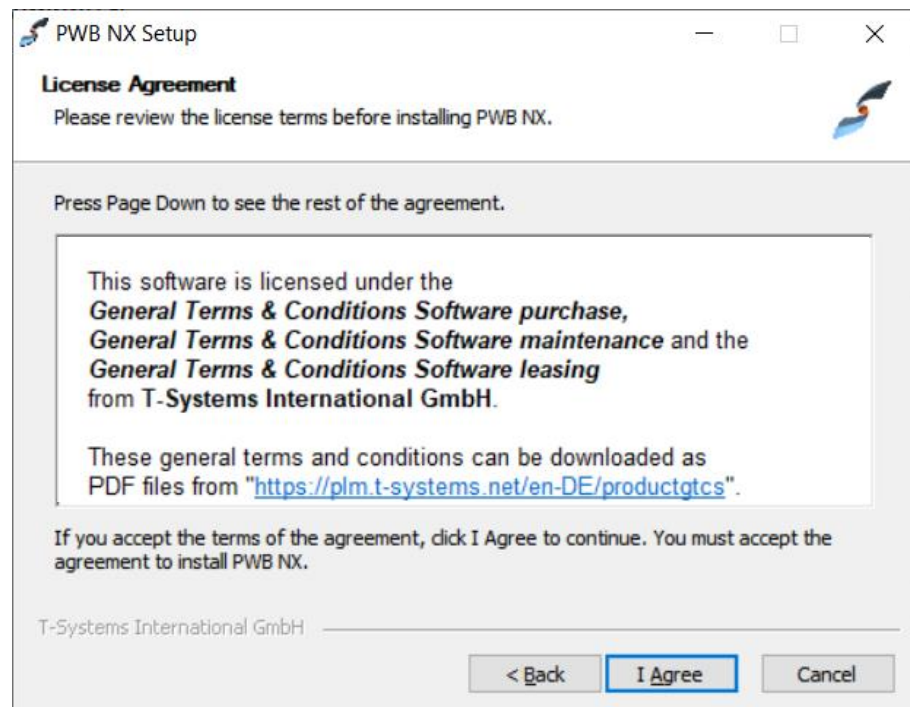 PWB NX Setup
License Agreement
Please review the license terms before installing PWB NX.
Press Page Down to see the rest of the agreement.
This software is licensed under the
General Terms & Conditions Software purchase,
General Terms & Conditions Software maintenance and the
General Terms & Conditions Software leasing
from T-Systems International GmbH.
These general terms and conditions can be downloaded as
PDF files from "https://plm.t-systems.net/en-DE/productgtcs".
If you accept the terms of the agreement, click I Agree to continue. You must accept the
agreement to install PWB NX.
T-Systems International GmbH
< Back I Agree Cancel